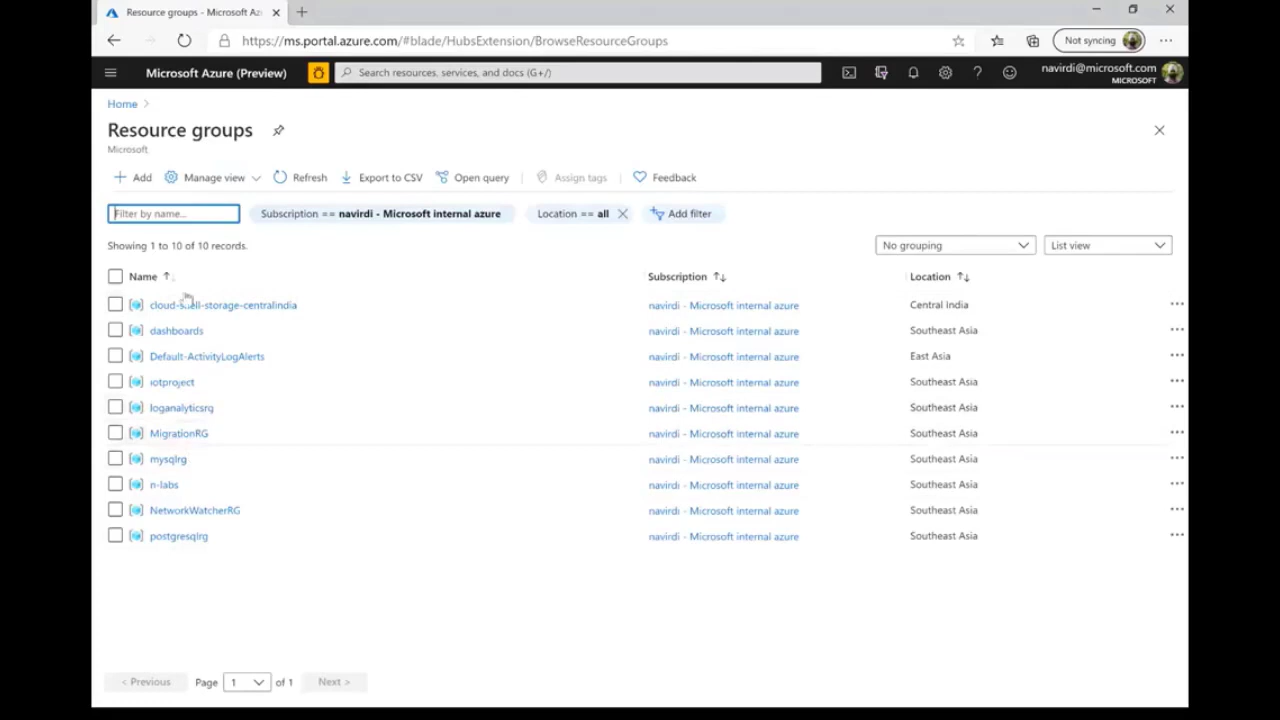 Resource groups - Microsoft Az
https://ms.portal.azure.com/#blade/HubsExtension/BrowseResourceGroups
Not syncing
Microsoft Azure (Preview)
Search resources, services, and docs (G+/)
navirdi@microsoft.com
MICROSOFT
Home
Resource groups
Microsoft
Add Manage view Refresh Export to CSV Open query Assign tags Feedback
Filter by name... Subscription == navirdi - Microsoft internal azure Location == all Add filter
Showing 1 to 10 of 10 records. No grouping List view
Name Subscription Location
cloud-shell-storage-centralindia navirdi - Microsoft internal azure Central India
dashboards navirdi - Microsoft internal azure Southeast Asia
Default-ActivityLogAlerts navirdi - Microsoft internal azure East Asia
iotproject navirdi - Microsoft internal azure Southeast Asia
loganalyticsrg navirdi - Microsoft internal azure Southeast Asia
MigrationRG navirdi - Microsoft internal azure Southeast Asia
mysqlrg navirdi - Microsoft internal azure Southeast Asia
n-labs navirdi - Microsoft internal azure Southeast Asia
NetworkWatcherRG navirdi - Microsoft internal azure Southeast Asia
postgresqlrg navirdi - Microsoft internal azure Southeast Asia
< Previous Page 1 of 1 Next >